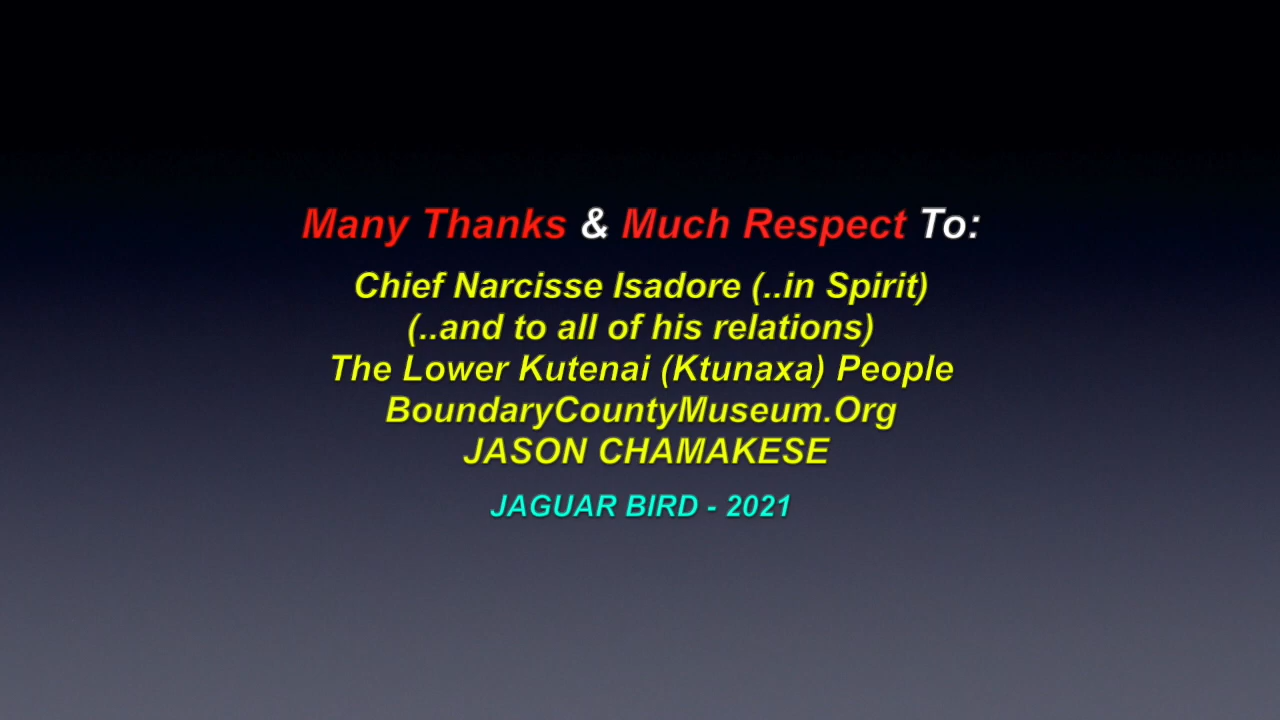 Many Thanks & Much Respect To:
Chief Narcisse Isadore (..in Spirit)
(..and to all of his relations)
The Lower Kutenai (Ktunaxa) People
BoundaryCountyMuseum.Org
JASON CHAMAKESE
JAGUAR BIRD - 2021